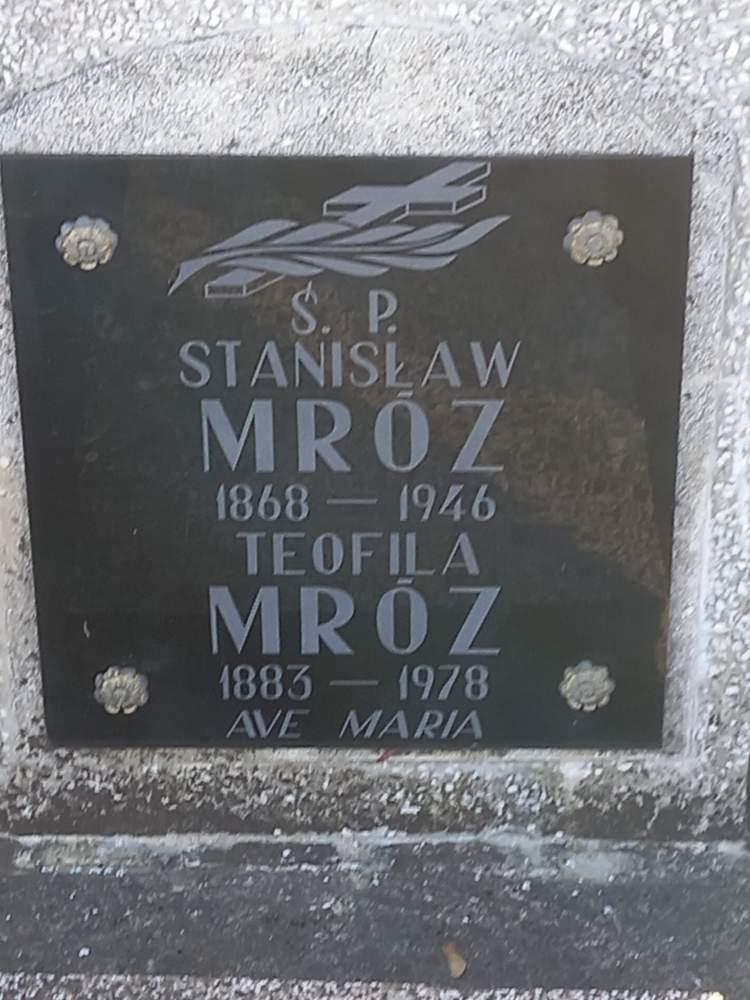 Ś. P.
STANISŁAW
MRÓZ
1868 — 1946
TEOFILA
MRÓZ
1883 — 1978
AVE MARIA